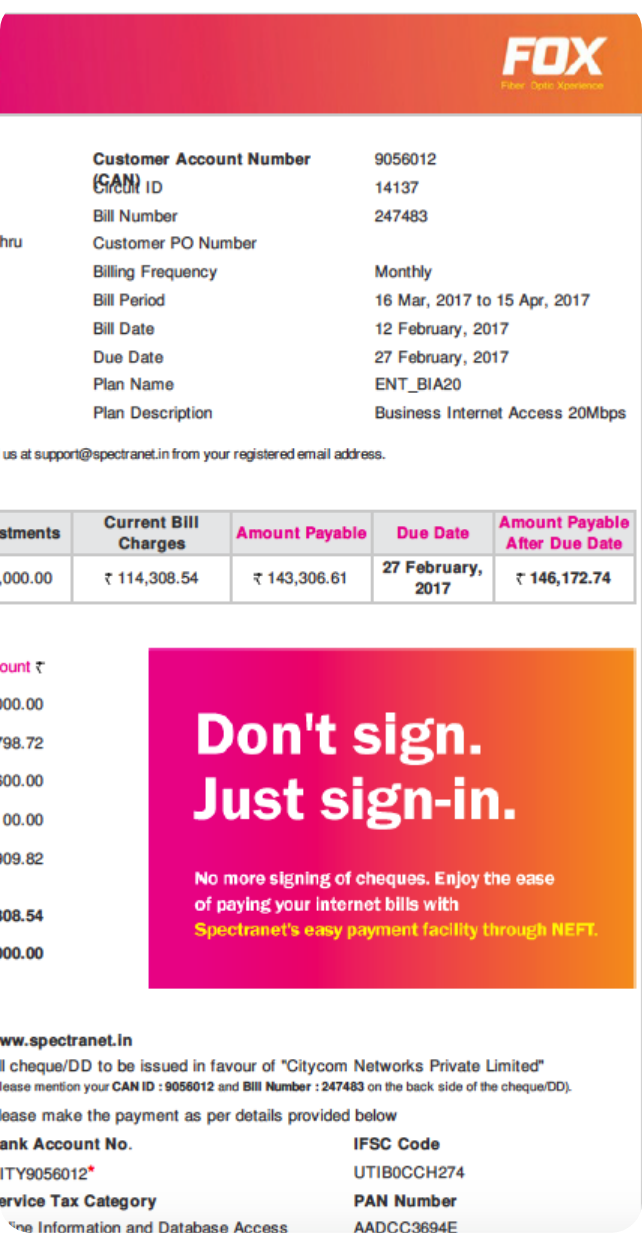 FOX
Fiber Optic Xperience
Customer Account Number (CAN) 9056012
Circuit ID 14137
Bill Number 247483
hru Customer PO Number
Billing Frequency Monthly
Bill Period 16 Mar, 2017 to 15 Apr, 2017
Bill Date 12 February, 2017
Due Date 27 February, 2017
Plan Name ENT_BIA20
Plan Description Business Internet Access 20Mbps
us at support@spectranet.in from your registered email address.
stments Current Bill Charges Amount Payable Due Date Amount Payable After Due Date
,000.00 ₹ 114,308.54 ₹ 143,306.61 27 February, 2017 ₹ 146,172.74
ount ₹
000.00
798.72
600.00
00.00
909.82
308.54
000.00
Don't sign.
Just sign-in.
No more signing of cheques. Enjoy the ease
of paying your internet bills with
Spectranet's easy payment facility through NEFT.
ww.spectranet.in
ll cheque/DD to be issued in favour of "Citycom Networks Private Limited"
lease mention your CAN ID : 9056012 and Bill Number : 247483 on the back side of the cheque/DD).
lease make the payment as per details provided below
ank Account No. IFSC Code
ITY9056012* UTIB0CCH274
ervice Tax Category PAN Number
ine Information and Database Access AADCC3694E